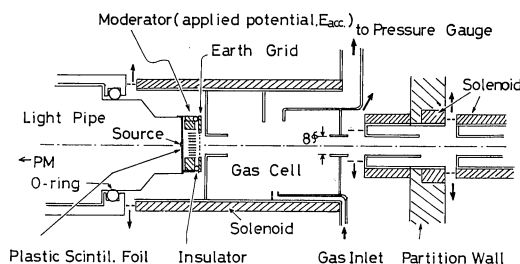 Moderator(applied potential,Eacc.)
to Pressure Gauge
Earth Grid
Solenoid
Light Pipe
Source
8φ
←PM
Gas Cell
O-ring
Solenoid
Plastic Scintil. Foil Insulator Gas Inlet Partition Wall